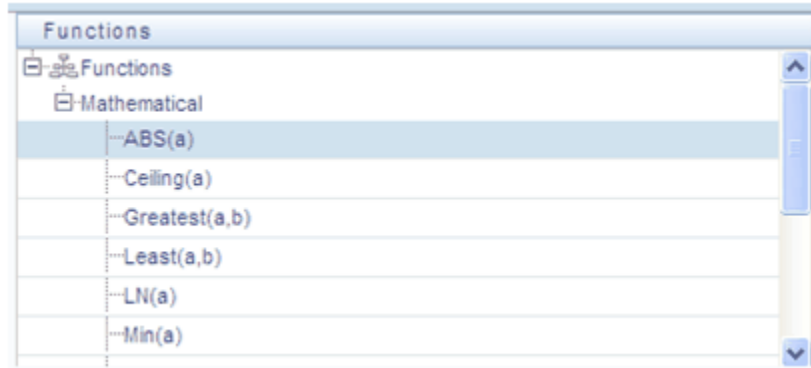 Functions
Functions
Mathematical
ABS(a)
Ceiling(a)
Greatest(a,b)
Least(a,b)
LN(a)
Min(a)